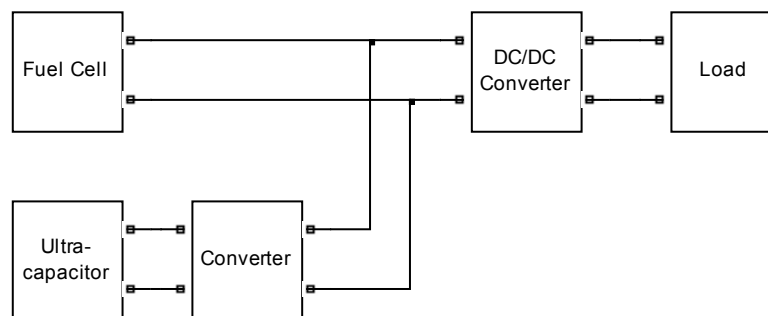 Fuel Cell
DC/DC
Converter
Load
Ultra-
capacitor
Converter